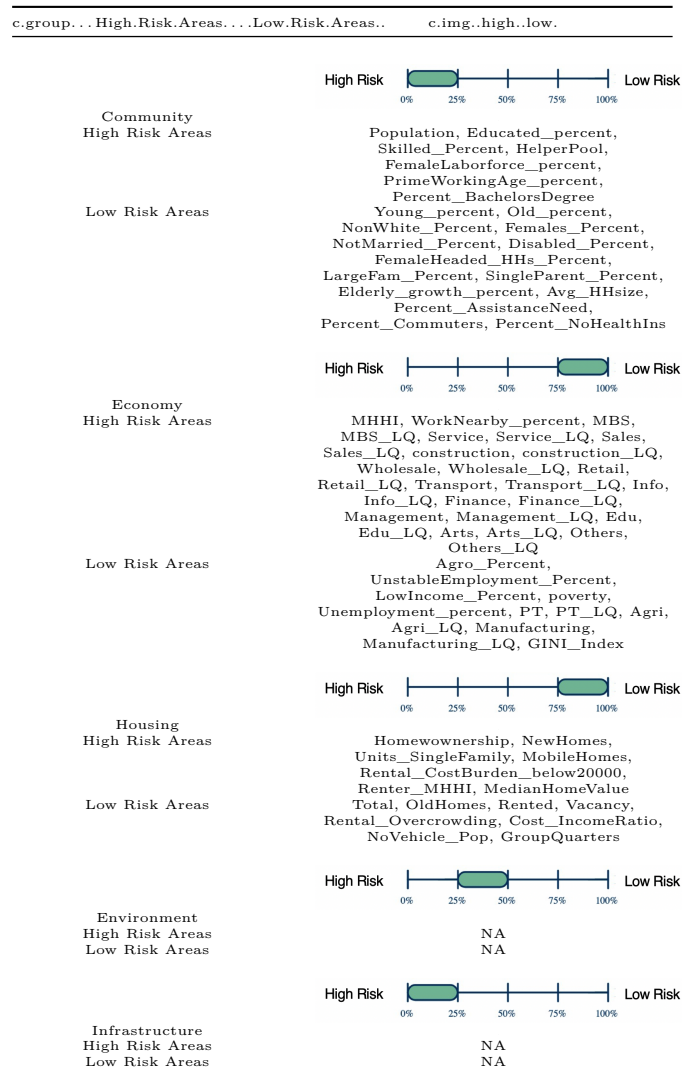 c.group...High.Risk.Areas....Low.Risk.Areas.. c.img..high..low.
High Risk Low Risk
0% 25% 50% 75% 100%
Community
High Risk Areas Population, Educated_percent,
Skilled_Percent, HelperPool,
FemaleLaborforce_percent,
PrimeWorkingAge_percent,
Percent_BachelorsDegree
Low Risk Areas Young_percent, Old_percent,
NonWhite_Percent, Females_Percent,
NotMarried_Percent, Disabled_Percent,
FemaleHeaded_HHs_Percent,
LargeFam_Percent, SingleParent_Percent,
Elderly_growth_percent, Avg_HHsize,
Percent_AssistanceNeed,
Percent_Commuters, Percent_NoHealthIns
High Risk Low Risk
0% 25% 50% 75% 100%
Economy
High Risk Areas MHHI, WorkNearby_percent, MBS,
MBS_LQ, Service, Service_LQ, Sales,
Sales_LQ, construction, construction_LQ,
Wholesale, Wholesale_LQ, Retail,
Retail_LQ, Transport, Transport_LQ, Info,
Info_LQ, Finance, Finance_LQ,
Management, Management_LQ, Edu,
Edu_LQ, Arts, Arts_LQ, Others,
Others_LQ
Low Risk Areas Agro_Percent,
UnstableEmployment_Percent,
LowIncome_Percent, poverty,
Unemployment_percent, PT, PT_LQ, Agri,
Agri_LQ, Manufacturing,
Manufacturing_LQ, GINI_Index
High Risk Low Risk
0% 25% 50% 75% 100%
Housing
High Risk Areas Homewownership, NewHomes,
Units_SingleFamily, MobileHomes,
Rental_CostBurden_below20000,
Renter_MHHI, MedianHomeValue
Low Risk Areas Total, OldHomes, Rented, Vacancy,
Rental_Overcrowding, Cost_IncomeRatio,
NoVehicle_Pop, GroupQuarters
High Risk Low Risk
0% 25% 50% 75% 100%
Environment
High Risk Areas NA
Low Risk Areas NA
High Risk Low Risk
0% 25% 50% 75% 100%
Infrastructure
High Risk Areas NA
Low Risk Areas NA